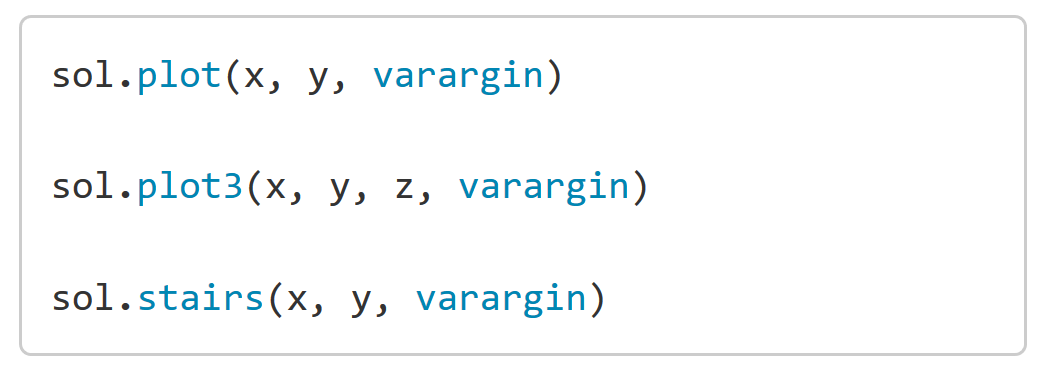 sol.plot(x, y, varargin)
sol.plot3(x, y, z, varargin)
sol.stairs(x, y, varargin)